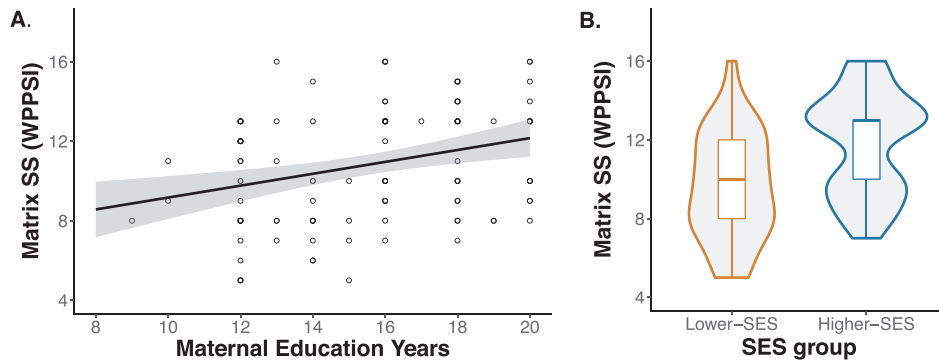 A.
Matrix SS (WPPSI)
16
12
8
4
8 10 12 14 16 18 20
Maternal Education Years
B.
Matrix SS (WPPSI)
16
12
8
4
Lower–SES Higher–SES
SES group